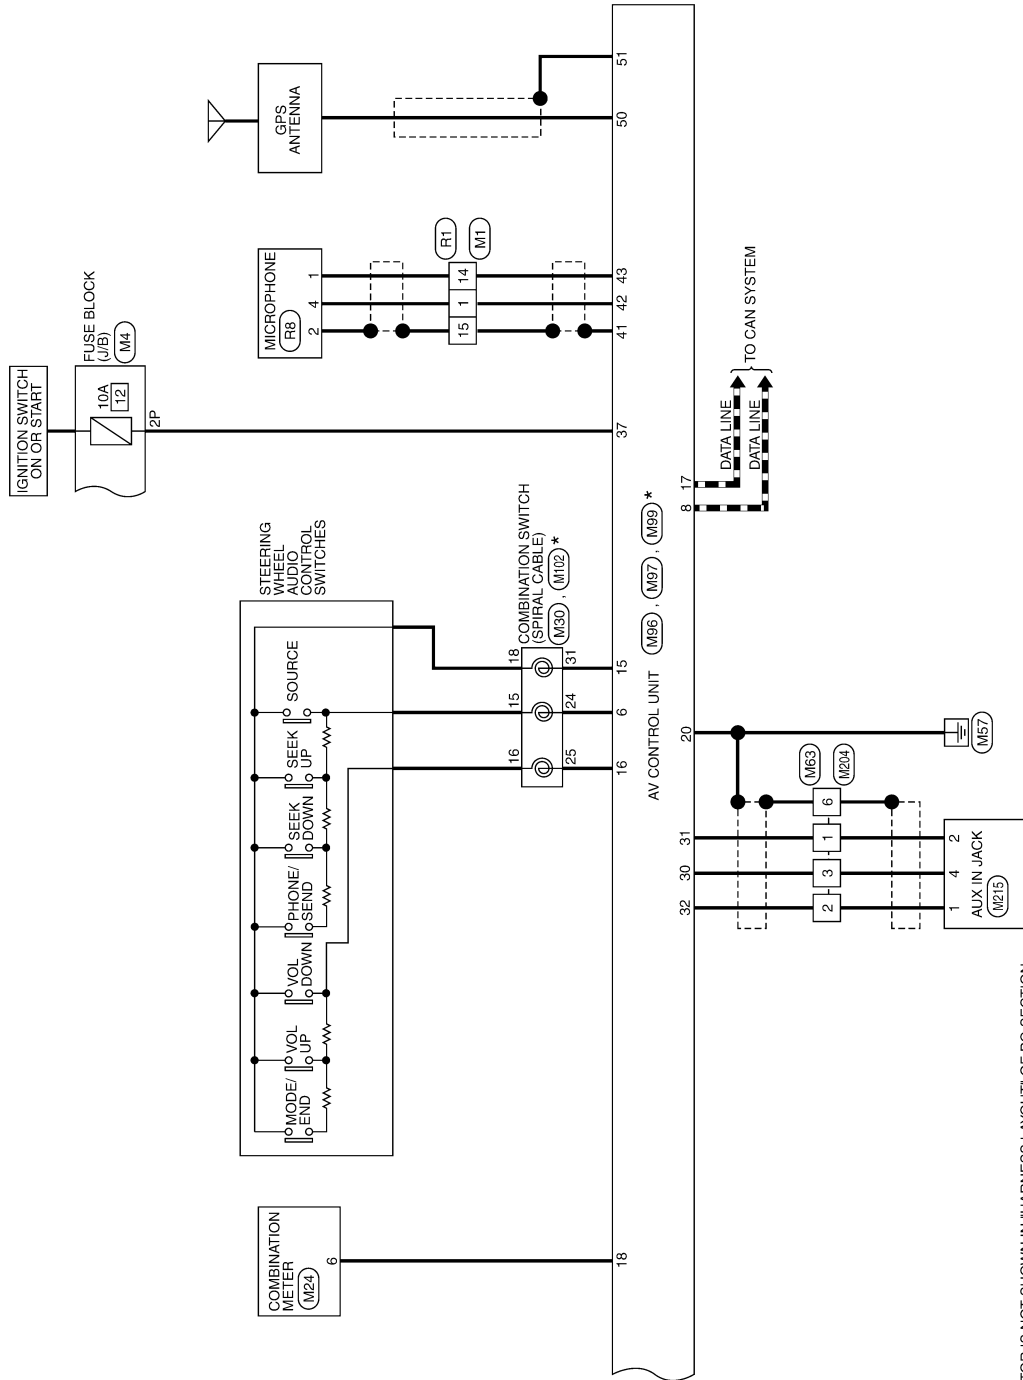 IGNITION SWITCH
ON OR START
FUSE BLOCK
(J/B)
M4
10A
12
2P
37
GPS
ANTENNA
50
51
MICROPHONE
R8
2
4
1
R1
M1
15
1
14
41
42
43
STEERING
WHEEL
AUDIO
CONTROL
SWITCHES
MODE/
END
VOL
UP
VOL
DOWN
PHONE/
SEND
SEEK
DOWN
SEEK
UP
SOURCE
COMBINATION SWITCH
(SPIRAL CABLE)
M30 , M102 *
16
15
18
25
24
31
16
6
15
COMBINATION
METER
M24
6
18
AV CONTROL UNIT
M96 , M97 , M99 *
8
17
DATA LINE
DATA LINE
TO CAN SYSTEM
32
30
31
20
M63
M204
2
3
1
6
M57
1
4
2
AUX IN JACK
M215